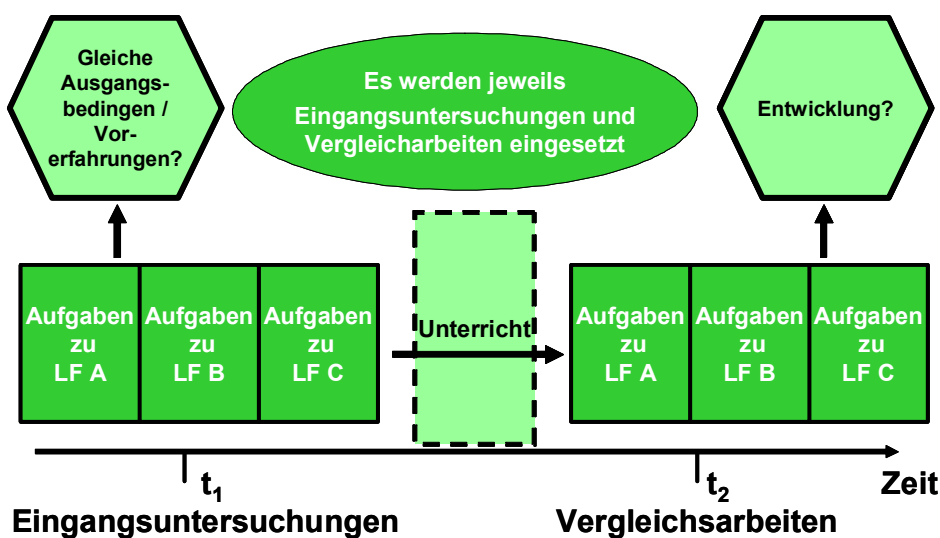 Gleiche
Ausgangs-
bedingen /
Vor-
erfahrungen?
Es werden jeweils
Eingangsuntersuchungen und
Vergleicharbeiten eingesetzt
Entwicklung?
Aufgaben
zu
LF A
Aufgaben
zu
LF B
Aufgaben
zu
LF C
Unterricht
Aufgaben
zu
LF A
Aufgaben
zu
LF B
Aufgaben
zu
LF C
t₁
t₂
Zeit
Eingangsuntersuchungen
Vergleichsarbeiten